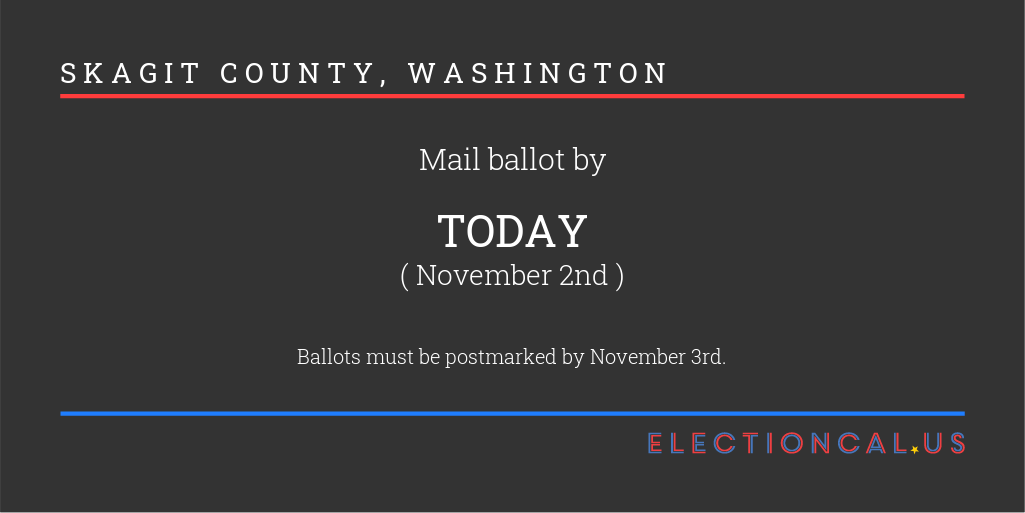 SKAGIT COUNTY, WASHINGTON
Mail ballot by
TODAY
( November 2nd )
Ballots must be postmarked by November 3rd.
ELECTIONCAL.US